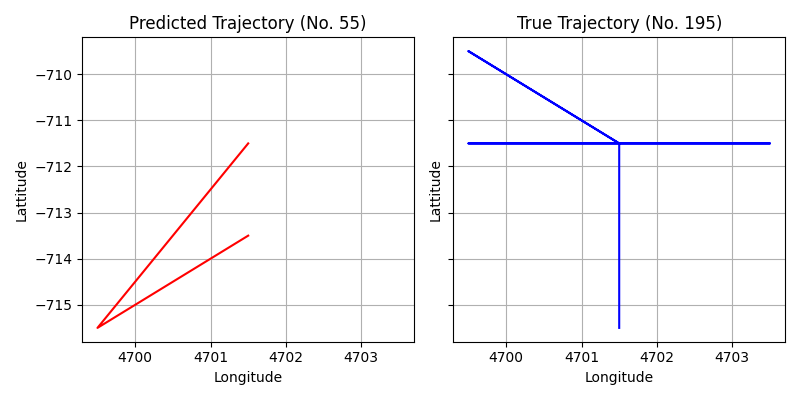 Predicted Trajectory (No. 55)
True Trajectory (No. 195)
Lattitude
−710
−711
−712
−713
−714
−715
4700
4701
4702
4703
Longitude
Lattitude
4700
4701
4702
4703
Longitude